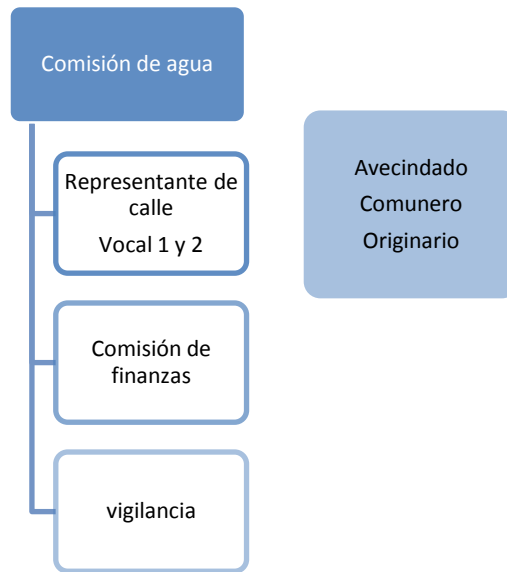 Comisión de agua
Representante de
calle
Vocal 1 y 2
Comisión de
finanzas
vigilancia
Avecindado
Comunero
Originario